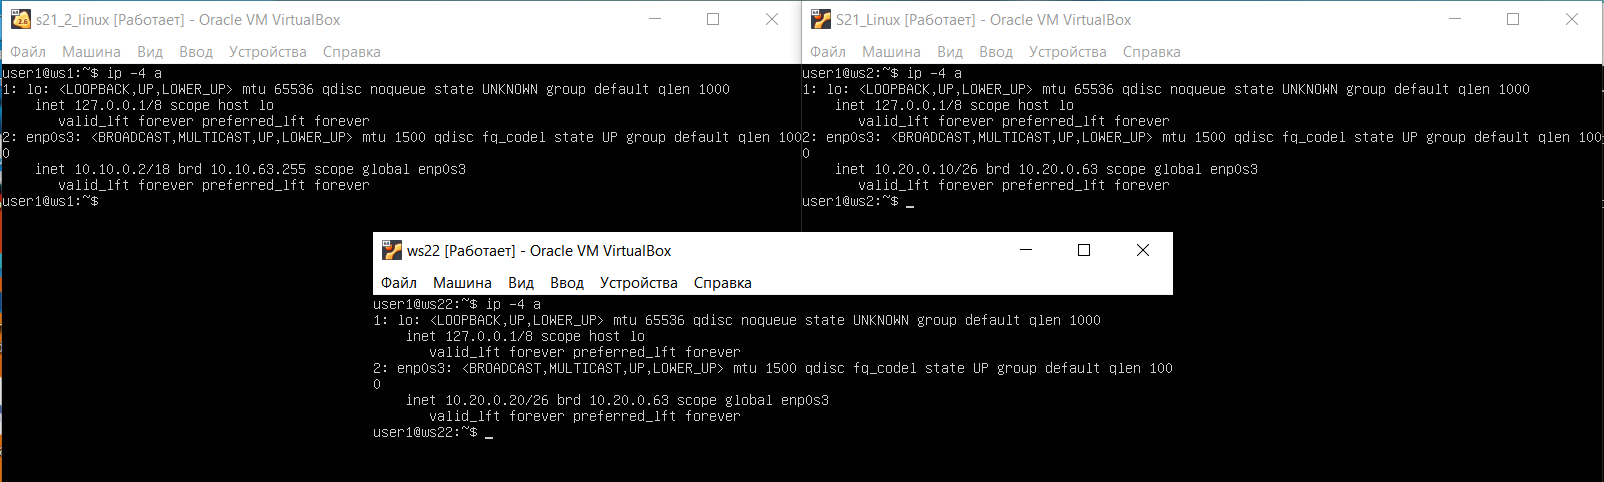 s21_2_linux [Работает] - Oracle VM VirtualBox
Файл Машина Вид Ввод Устройства Справка
user1@ws1:~$ ip -4 a
1: lo: <LOOPBACK,UP,LOWER_UP> mtu 65536 qdisc noqueue state UNKNOWN group default qlen 1000
inet 127.0.0.1/8 scope host lo
valid_lft forever preferred_lft forever
2: enp0s3: <BROADCAST,MULTICAST,UP,LOWER_UP> mtu 1500 qdisc fq_codel state UP group default qlen 100
0
inet 10.10.0.2/18 brd 10.10.63.255 scope global enp0s3
valid_lft forever preferred_lft forever
user1@ws1:~$
S21_Linux [Работает] - Oracle VM VirtualBox
Файл Машина Вид Ввод Устройства Справка
user1@ws2:~$ ip -4 a
1: lo: <LOOPBACK,UP,LOWER_UP> mtu 65536 qdisc noqueue state UNKNOWN group default qlen 1000
inet 127.0.0.1/8 scope host lo
valid_lft forever preferred_lft forever
2: enp0s3: <BROADCAST,MULTICAST,UP,LOWER_UP> mtu 1500 qdisc fq_codel state UP group default qlen 100
0
inet 10.20.0.10/26 brd 10.20.0.63 scope global enp0s3
valid_lft forever preferred_lft forever
user1@ws2:~$ _
ws22 [Работает] - Oracle VM VirtualBox
Файл Машина Вид Ввод Устройства Справка
user1@ws22:~$ ip -4 a
1: lo: <LOOPBACK,UP,LOWER_UP> mtu 65536 qdisc noqueue state UNKNOWN group default qlen 1000
inet 127.0.0.1/8 scope host lo
valid_lft forever preferred_lft forever
2: enp0s3: <BROADCAST,MULTICAST,UP,LOWER_UP> mtu 1500 qdisc fq_codel state UP group default qlen 100
0
inet 10.20.0.20/26 brd 10.20.0.63 scope global enp0s3
valid_lft forever preferred_lft forever
user1@ws22:~$ _